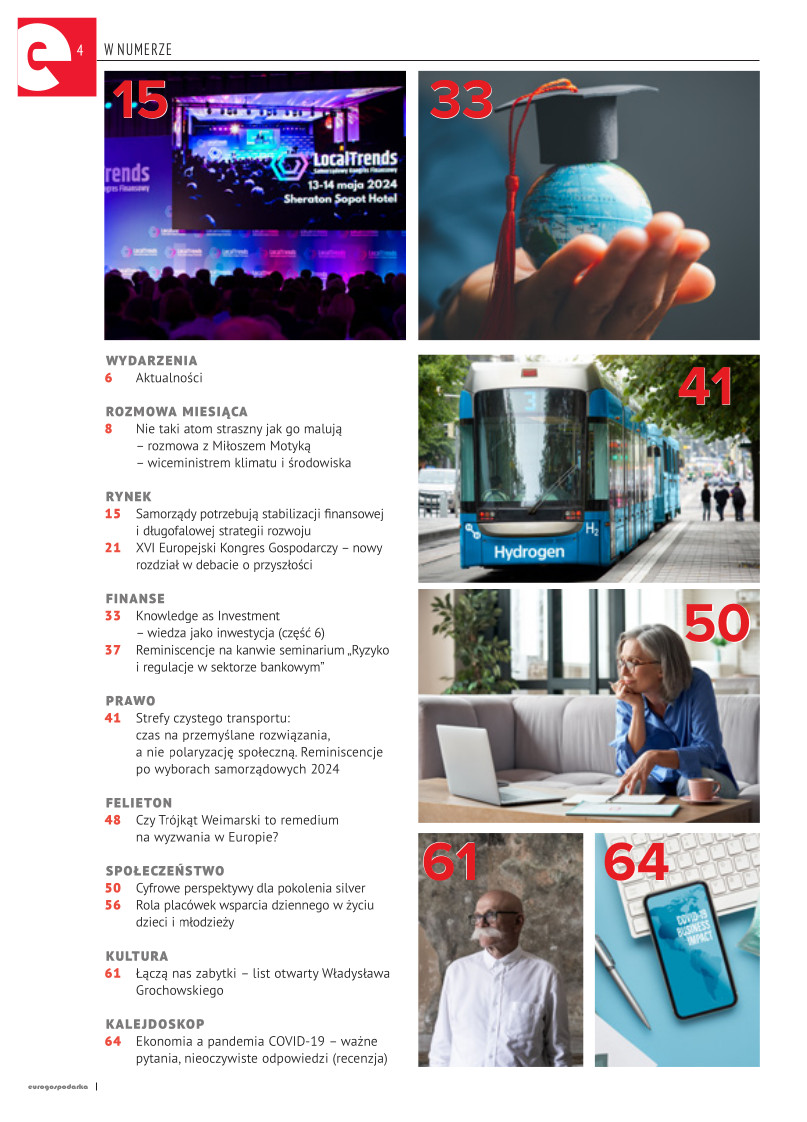 4
W NUMERZE
15
LocalTrends
Samorządowy Kongres Finansowy
13-14 maja 2024
Sheraton Sopot Hotel
33
WYDARZENIA
6 Aktualności
ROZMOWA MIESIĄCA
8 Nie taki atom straszny jak go malują
– rozmowa z Miłoszem Motyką
– wiceministrem klimatu i środowiska
RYNEK
15 Samorządy potrzebują stabilizacji finansowej
i długofalowej strategii rozwoju
21 XVI Europejski Kongres Gospodarczy – nowy
rozdział w debacie o przyszłości
FINANSE
33 Knowledge as Investment
– wiedza jako inwestycja (część 6)
37 Reminiscencje na kanwie seminarium „Ryzyko
i regulacje w sektorze bankowym”
PRAWO
41 Strefy czystego transportu:
czas na przemyślane rozwiązania,
a nie polaryzację społeczną. Reminiscencje
po wyborach samorządowych 2024
FELIETON
48 Czy Trójkąt Weimarski to remedium
na wyzwania w Europie?
SPOŁECZEŃSTWO
50 Cyfrowe perspektywy dla pokolenia silver
56 Rola placówek wsparcia dziennego w życiu
dzieci i młodzieży
KULTURA
61 Łączą nas zabytki – list otwarty Władysława
Grochowskiego
KALEJDOSKOP
64 Ekonomia a pandemia COVID-19 – ważne
pytania, nieoczywiste odpowiedzi (recenzja)
41
3
H2
Hydrogen
50
61
64
COVID-19
BUSINESS
IMPACT
eurogospodarka